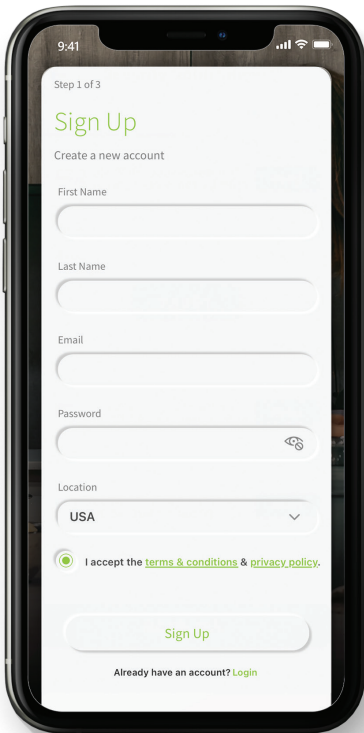 9:41
Step 1 of 3
Sign Up
Create a new account
First Name
Last Name
Email
Password
Location
USA
I accept the terms & conditions & privacy policy.
Sign Up
Already have an account? Login